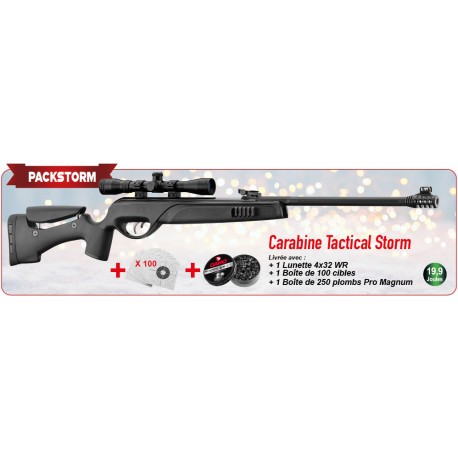 PACKSTORM
Carabine Tactical Storm
Livrée avec :
+ 1 Lunette 4x32 WR
+ 1 Boîte de 100 cibles
+ 1 Boîte de 250 plombs Pro Magnum
19,9
Joules
+ X 100 +